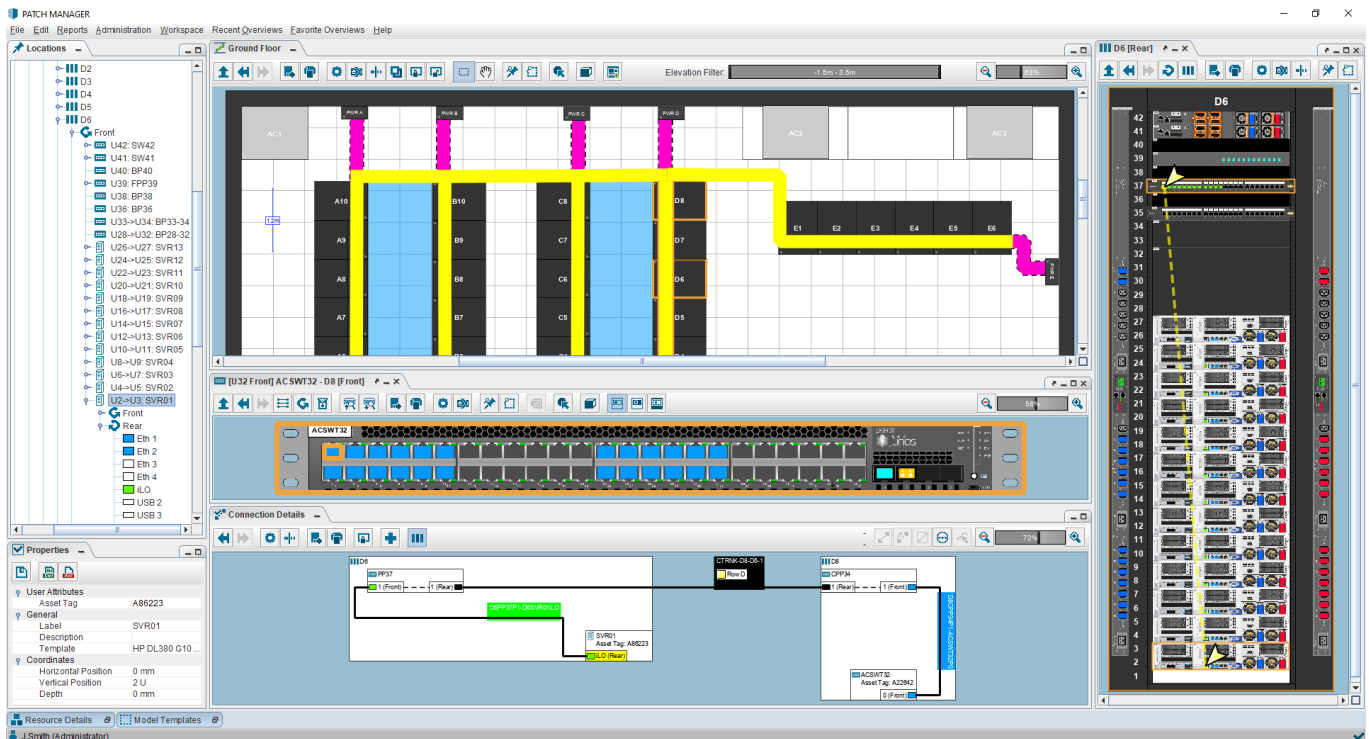 PATCH MANAGER
File Edit Reports Administration Workspace Recent Overviews Favorite Overviews Help
Locations
D2
D3
D4
D5
D6
Front
U42: SW42
U41: SW41
U40: BP40
U39: FPP39
U38: BP38
U36: BP36
U33->U34: BP33-34
U28->U32: BP28-32
U26->U27: SVR13
U24->U25: SVR12
U22->U23: SVR11
U20->U21: SVR10
U18->U19: SVR09
U16->U17: SVR08
U14->U15: SVR07
U12->U13: SVR06
U10->U11: SVR05
U8->U9: SVR04
U6->U7: SVR03
U4->U5: SVR02
U2->U3: SVR01
Front
Rear
Eth 1
Eth 2
Eth 3
Eth 4
iLO
USB 2
USB 3
Properties
User Attributes
Asset Tag A86223
General
Label SVR01
Description
Template HP DL380 G10 ...
Coordinates
Horizontal Position 0 mm
Vertical Position 2 U
Depth 0 mm
Resource Details
Model Templates
J Smith (Administrator)
Ground Floor
Elevation Filter:
-1.5m - 3.5m
63%
AC1
PWR A
PWR B
PWR C
PWR D
AC2
AC3
1.2m
A10
B10
C8
D8
A9
B9
C7
D7
A8
B8
C6
D6
A7
B7
C5
D5
E1 E2 E3 E4 E5 E6
PWR E
[U32 Front] ACSWT32 - D8 [Front]
58%
ACSWT32
Junos
Connection Details
72%
D6
PP37
1 (Front)
1 (Rear)
D6PP37P1-D6SVR01iLO
SVR01
Asset Tag: A86223
iLO (Rear)
CTRNK-D8-D6-1
Row D
D8
CPP34
1 (Rear)
1 (Front)
D8CPP34P1-ACSWT32P0
ACSWT32
Asset Tag: A22642
0 (Front)
D6 [Rear]
D6
42
41
40
39
38
37
36
35
34
33
32
31
30
29
28
27
26
25
24
23
22
21
20
19
18
17
16
15
14
13
12
11
10
9
8
7
6
5
4
3
2
1